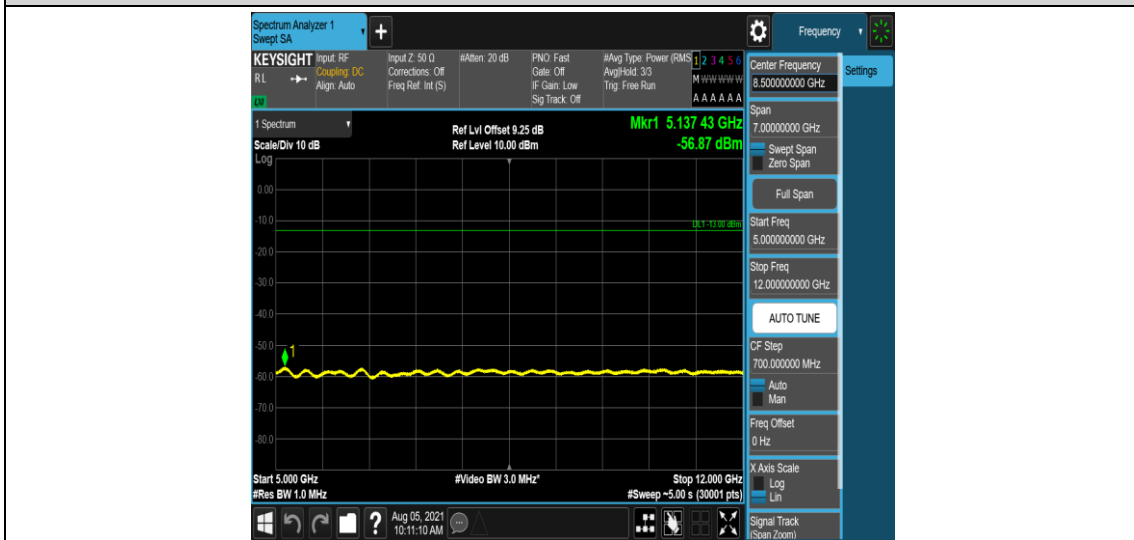 Spectrum Analyzer 1
Swept SA
Frequency
KEYSIGHT
RL
Input: RF
Coupling: DC
Align: Auto
Input Z: 50 Ω
Corrections: Off
Freq Ref: Int (S)
#Atten: 20 dB
PNO: Fast
Gate: Off
IF Gain: Low
Sig Track: Off
#Avg Type: Power (RMS
Avg|Hold: 3/3
Trig: Free Run
1 2 3 4 5 6
M W W W W W
A A A A A A
1 Spectrum
Scale/Div 10 dB
Ref Lvl Offset 9.25 dB
Ref Level 10.00 dBm
Mkr1 5.137 43 GHz
-56.87 dBm
Log
0.00
-10.0
-20.0
-30.0
-40.0
-50.0
-60.0
-70.0
-80.0
DL1 -13.00 dBm
1
Start 5.000 GHz
#Res BW 1.0 MHz
#Video BW 3.0 MHz*
Stop 12.000 GHz
#Sweep ~5.00 s (30001 pts)
Center Frequency
8.500000000 GHz
Settings
Span
7.00000000 GHz
Swept Span
Zero Span
Full Span
Start Freq
5.000000000 GHz
Stop Freq
12.000000000 GHz
AUTO TUNE
CF Step
700.000000 MHz
Auto
Man
Freq Offset
0 Hz
X Axis Scale
Log
Lin
Signal Track
(Span Zoom)
?
Aug 05, 2021
10:11:10 AM